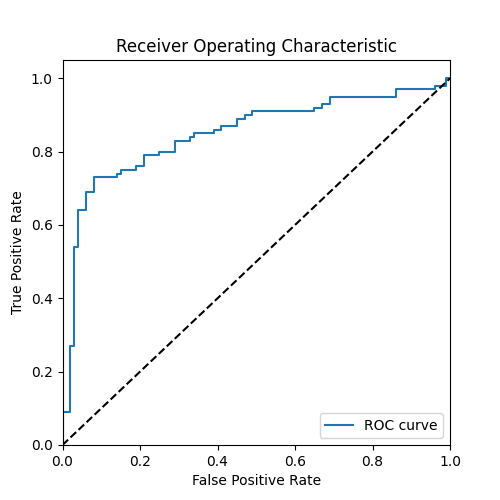 Receiver Operating Characteristic
True Positive Rate
1.0
0.8
0.6
0.4
0.2
0.0
0.0 0.2 0.4 0.6 0.8 1.0
False Positive Rate
ROC curve